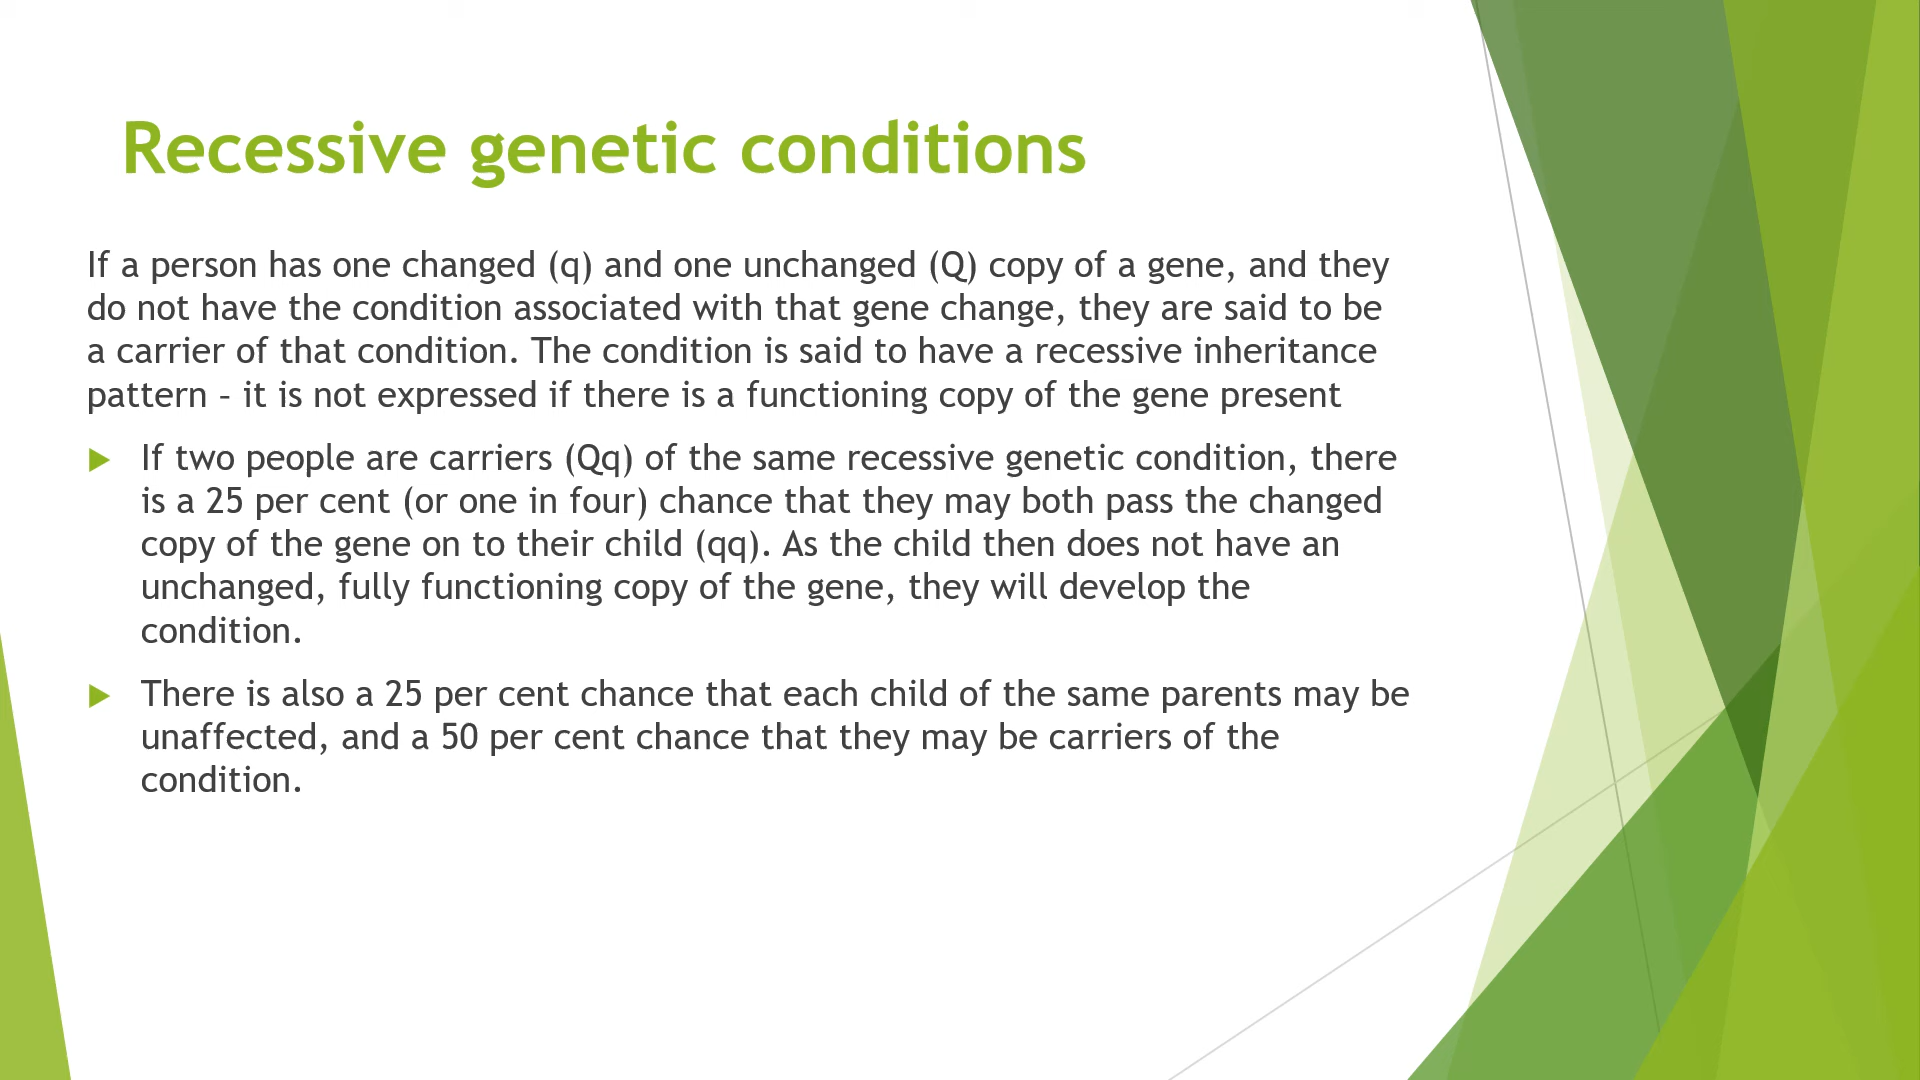 Recessive genetic conditions
If a person has one changed (q) and one unchanged (Q) copy of a gene, and they
do not have the condition associated with that gene change, they are said to be
a carrier of that condition. The condition is said to have a recessive inheritance
pattern – it is not expressed if there is a functioning copy of the gene present
If two people are carriers (Qq) of the same recessive genetic condition, there
is a 25 per cent (or one in four) chance that they may both pass the changed
copy of the gene on to their child (qq). As the child then does not have an
unchanged, fully functioning copy of the gene, they will develop the
condition.
There is also a 25 per cent chance that each child of the same parents may be
unaffected, and a 50 per cent chance that they may be carriers of the
condition.